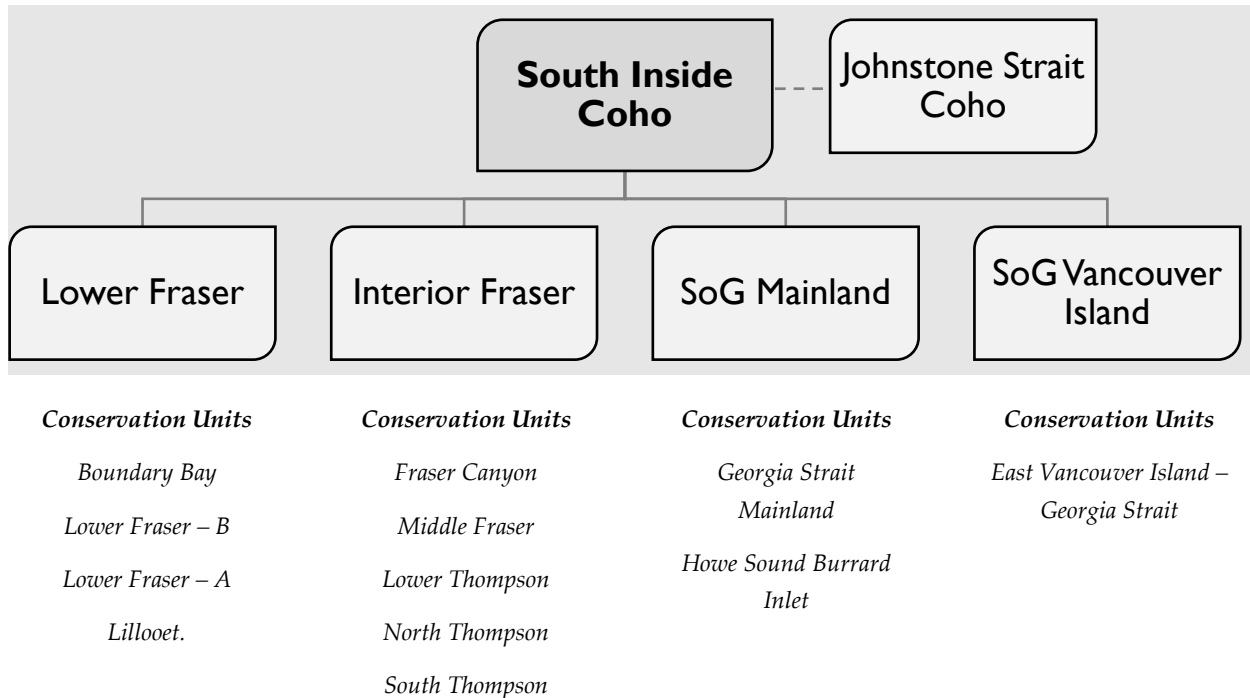 South Inside
Coho
Johnstone Strait
Coho
Lower Fraser
Interior Fraser
SoG Mainland
SoG Vancouver
Island
Conservation Units
Boundary Bay
Lower Fraser – B
Lower Fraser – A
Lillooet.
Conservation Units
Fraser Canyon
Middle Fraser
Lower Thompson
North Thompson
South Thompson
Conservation Units
Georgia Strait
Mainland
Howe Sound Burrard
Inlet
Conservation Units
East Vancouver Island –
Georgia Strait